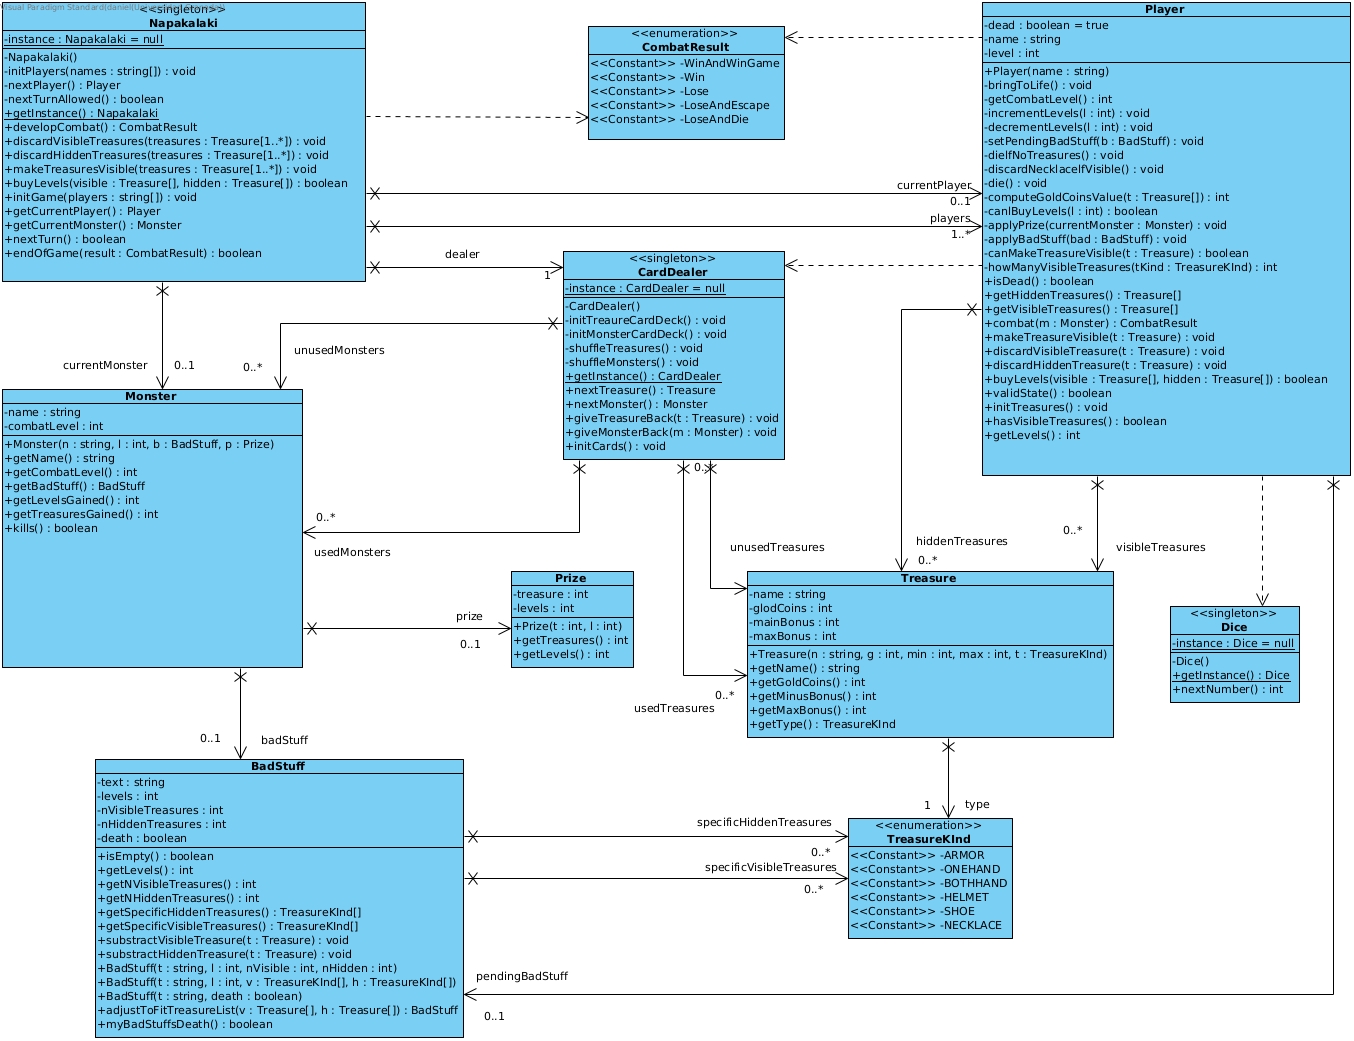 Visual Paradigm Standard(daniel(Universidad
<<singleton>>
Napakalaki
-instance : Napakalaki = null
-Napakalaki()
-initPlayers(names : string[]) : void
-nextPlayer() : Player
-nextTurnAllowed() : boolean
+getInstance() : Napakalaki
+developCombat() : CombatResult
+discardVisibleTreasures(treasures : Treasure[1..*]) : void
+discardHiddenTreasures(treasures : Treasure[1..*]) : void
+makeTreasuresVisible(treasures : Treasure[1..*]) : void
+buyLevels(visible : Treasure[], hidden : Treasure[]) : boolean
+initGame(players : string[]) : void
+getCurrentPlayer() : Player
+getCurrentMonster() : Monster
+nextTurn() : boolean
+endOfGame(result : CombatResult) : boolean
<<enumeration>>
CombatResult
<<Constant>> -WinAndWinGame
<<Constant>> -Win
<<Constant>> -Lose
<<Constant>> -LoseAndEscape
<<Constant>> -LoseAndDie
Player
-dead : boolean = true
-name : string
-level : int
+Player(name : string)
-bringToLife() : void
-getCombatLevel() : int
-incrementLevels(l : int) : void
-decrementLevels(l : int) : void
-setPendingBadStuff(b : BadStuff) : void
-dieIfNoTreasures() : void
-discardNecklaceIfVisible() : void
-die() : void
-computeGoldCoinsValue(t : Treasure[]) : int
-canIBuyLevels(l : int) : boolean
-applyPrize(currentMonster : Monster) : void
-applyBadStuff(bad : BadStuff) : void
-canMakeTreasureVisible(t : Treasure) : boolean
-howManyVisibleTreasures(tKind : TreasureKInd) : int
+isDead() : boolean
+getHiddenTreasures() : Treasure[]
+getVisibleTreasures() : Treasure[]
+combat(m : Monster) : CombatResult
+makeTreasureVisible(t : Treasure) : void
+discardVisibleTreasure(t : Treasure) : void
+discardHiddenTreasure(t : Treasure) : void
+buyLevels(visible : Treasure[], hidden : Treasure[]) : boolean
+validState() : boolean
+initTreasures() : void
+hasVisibleTreasures() : boolean
+getLevels() : int
currentPlayer
0..1
players
1..*
dealer
1
<<singleton>>
CardDealer
-instance : CardDealer = null
-CardDealer()
-initTreaureCardDeck() : void
-initMonsterCardDeck() : void
-shuffleTreasures() : void
-shuffleMonsters() : void
+getInstance() : CardDealer
+nextTreasure() : Treasure
+nextMonster() : Monster
+giveTreasureBack(t : Treasure) : void
+giveMonsterBack(m : Monster) : void
+initCards() : void
currentMonster
0..1
unusedMonsters
0..*
Monster
-name : string
-combatLevel : int
+Monster(n : string, l : int, b : BadStuff, p : Prize)
+getName() : string
+getCombatLevel() : int
+getBadStuff() : BadStuff
+getLevelsGained() : int
+getTreasuresGained() : int
+kills() : boolean
0..*
usedMonsters
0..*
unusedTreasures
hiddenTreasures
0..*
0..*
visibleTreasures
Prize
-treasure : int
-levels : int
+Prize(t : int, l : int)
+getTreasures() : int
+getLevels() : int
prize
0..1
Treasure
-name : string
-glodCoins : int
-mainBonus : int
-maxBonus : int
+Treasure(n : string, g : int, min : int, max : int, t : TreasureKInd)
+getName() : string
+getGoldCoins() : int
+getMinusBonus() : int
+getMaxBonus() : int
+getType() : TreasureKInd
<<singleton>>
Dice
-instance : Dice = null
-Dice()
+getInstance() : Dice
+nextNumber() : int
0..*
usedTreasures
0..1
badStuff
BadStuff
-text : string
-levels : int
-nVisibleTreasures : int
-nHiddenTreasures : int
-death : boolean
+isEmpty() : boolean
+getLevels() : int
+getNVisibleTreasures() : int
+getNHiddenTreasures() : int
+getSpecificHiddenTreasures() : TreasureKInd[]
+getSpecificVisibleTreasures() : TreasureKInd[]
+substractVisibleTreasure(t : Treasure) : void
+substractHiddenTreasure(t : Treasure) : void
+BadStuff(t : string, l : int, nVisible : int, nHidden : int)
+BadStuff(t : string, l : int, v : TreasureKInd[], h : TreasureKInd[])
+BadStuff(t : string, death : boolean)
+adjustToFitTreasureList(v : Treasure[], h : Treasure[]) : BadStuff
+myBadStuffsDeath() : boolean
1
type
specificHiddenTreasures
0..*
specificVisibleTreasures
0..*
<<enumeration>>
TreasureKInd
<<Constant>> -ARMOR
<<Constant>> -ONEHAND
<<Constant>> -BOTHHAND
<<Constant>> -HELMET
<<Constant>> -SHOE
<<Constant>> -NECKLACE
pendingBadStuff
0..1